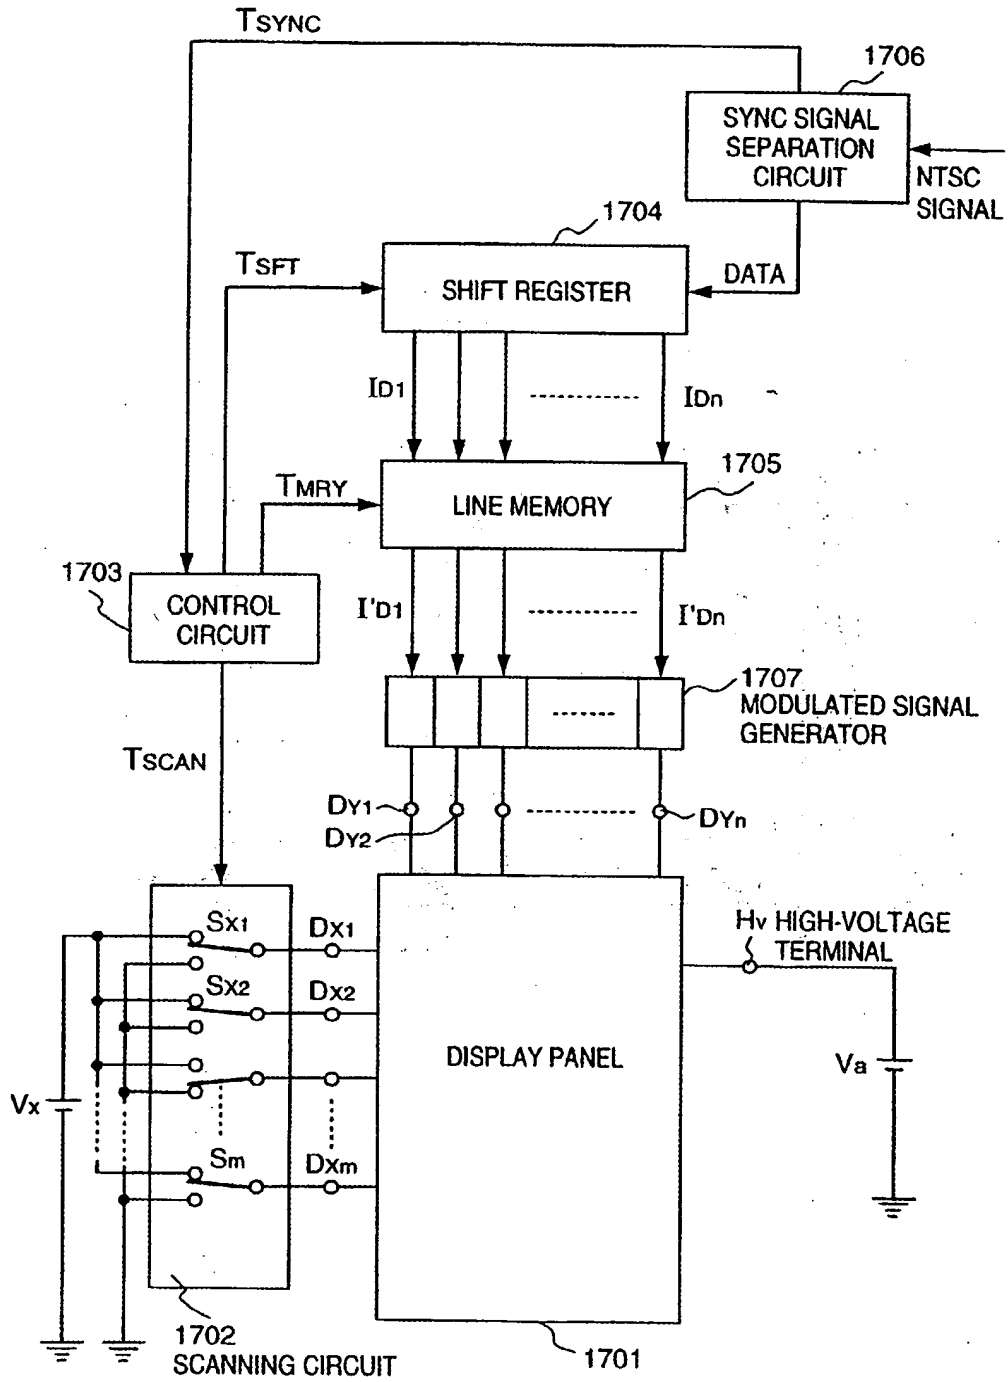 TSYNC
1706
SYNC SIGNAL
SEPARATION
CIRCUIT
NTSC
SIGNAL
1704
TSFT
SHIFT REGISTER
DATA
ID1
IDn
TMRY
1705
LINE MEMORY
1703
CONTROL
CIRCUIT
I'D1
I'Dn
1707
MODULATED SIGNAL
GENERATOR
TSCAN
DY1
DY2
DYn
SX1
DX1
HV HIGH-VOLTAGE
TERMINAL
SX2
DX2
DISPLAY PANEL
Va
Vx
Sm
DXm
1702
SCANNING CIRCUIT
1701